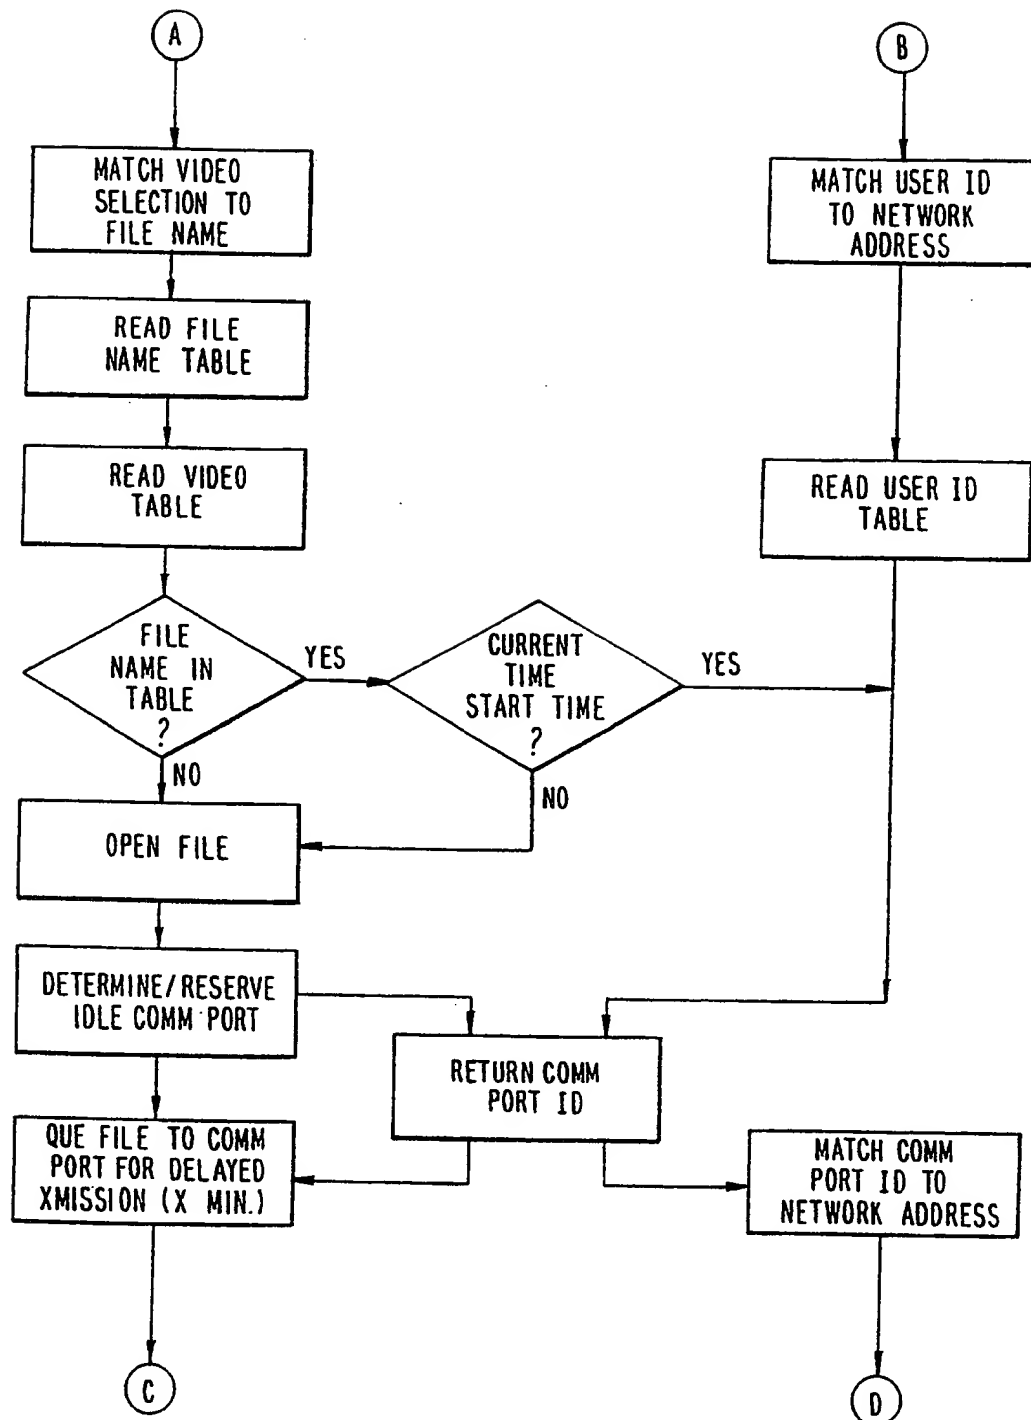 A
B
MATCH VIDEO
SELECTION TO
FILE NAME
MATCH USER ID
TO NETWORK
ADDRESS
READ FILE
NAME TABLE
READ VIDEO
TABLE
READ USER ID
TABLE
FILE
NAME IN
TABLE
?
YES
CURRENT
TIME
START TIME
?
YES
NO
NO
OPEN FILE
DETERMINE/RESERVE
IDLE COMM PORT
RETURN COMM
PORT ID
QUE FILE TO COMM
PORT FOR DELAYED
XMISSION (X MIN.)
MATCH COMM
PORT ID TO
NETWORK ADDRESS
C
D